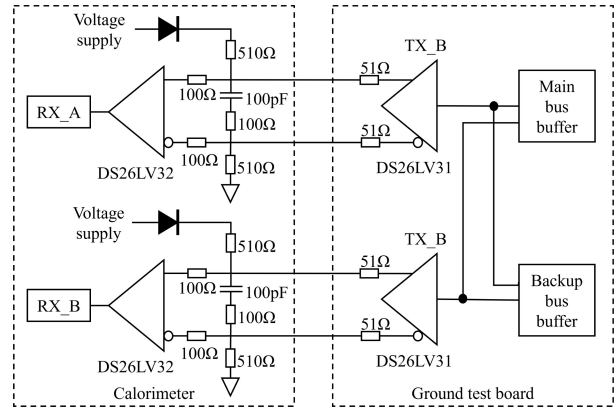 Voltage
supply
510Ω
100Ω
100pF
100Ω
100Ω
510Ω
RX_A
DS26LV32
TX_B
51Ω
51Ω
DS26LV31
Main
bus
buffer
Voltage
supply
510Ω
100Ω
100pF
100Ω
100Ω
510Ω
RX_B
DS26LV32
TX_B
51Ω
51Ω
DS26LV31
Backup
bus
buffer
Calorimeter
Ground test board